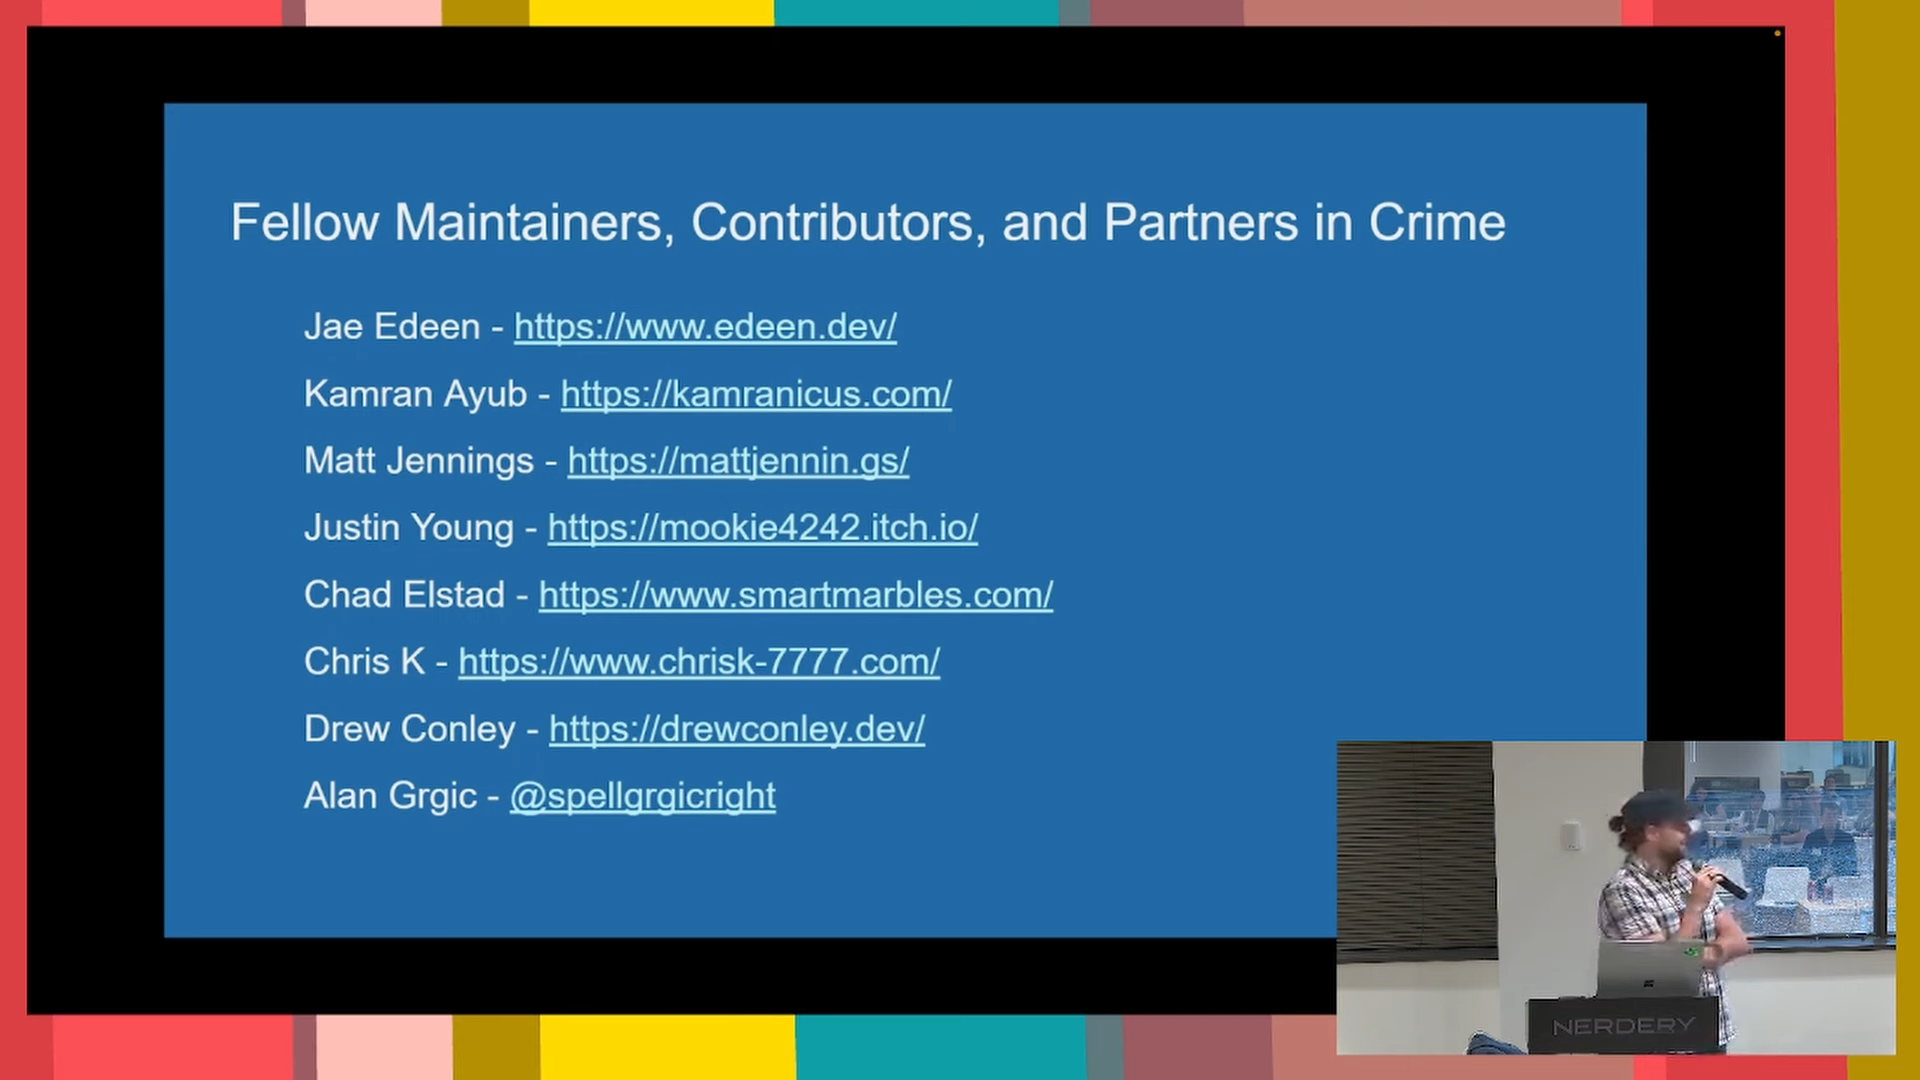 Fellow Maintainers, Contributors, and Partners in Crime
Jae Edeen - https://www.edeen.dev/
Kamran Ayub - https://kamranicus.com/
Matt Jennings - https://mattjennin.gs/
Justin Young - https://mookie4242.itch.io/
Chad Elstad - https://www.smartmarbles.com/
Chris K - https://www.chrisk-7777.com/
Drew Conley - https://drewconley.dev/
Alan Grgic - @spellgrgicright
NERDERY